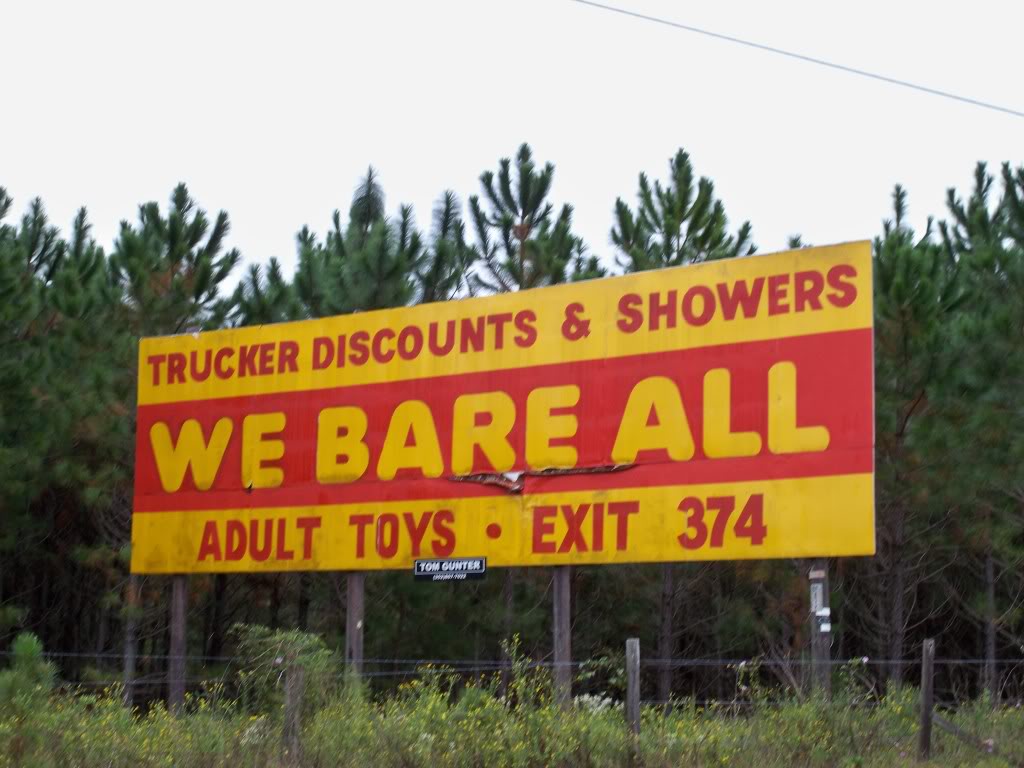 TRUCKER DISCOUNTS & SHOWERS
WE BARE ALL
ADULT TOYS • EXIT 374
TOM GUNTER